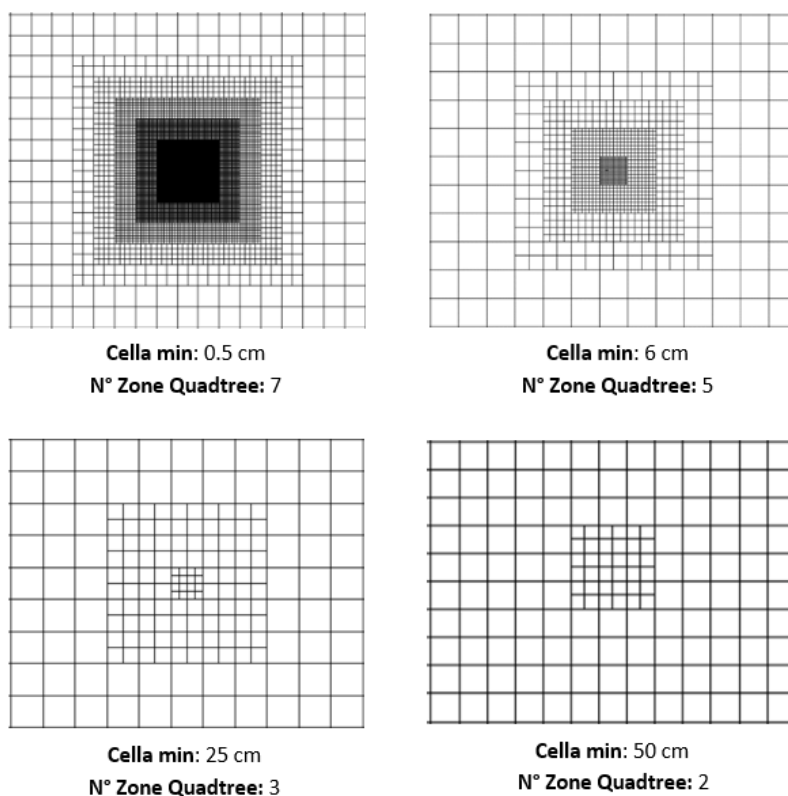 Cella min: 0.5 cm
N° Zone Quadtree: 7
Cella min: 6 cm
N° Zone Quadtree: 5
Cella min: 25 cm
N° Zone Quadtree: 3
Cella min: 50 cm
N° Zone Quadtree: 2